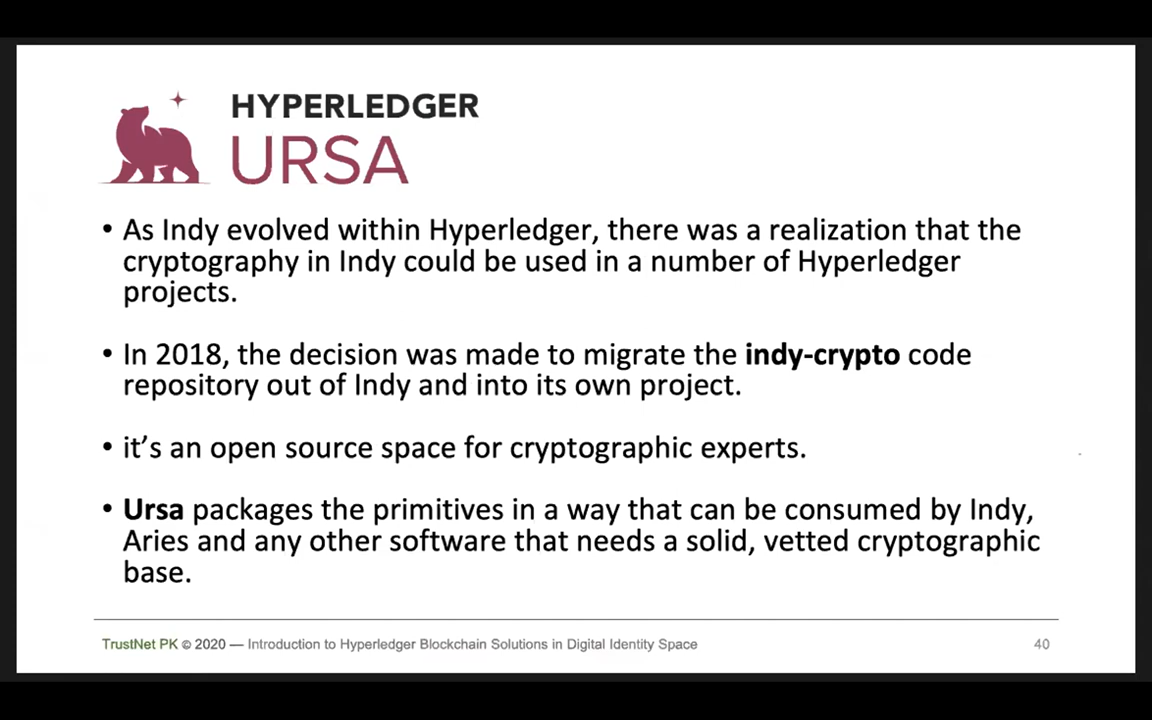 HYPERLEDGER
URSA
• As Indy evolved within Hyperledger, there was a realization that the
cryptography in Indy could be used in a number of Hyperledger
projects.
• In 2018, the decision was made to migrate the indy-crypto code
repository out of Indy and into its own project.
• it’s an open source space for cryptographic experts.
• Ursa packages the primitives in a way that can be consumed by Indy,
Aries and any other software that needs a solid, vetted cryptographic
base.
TrustNet PK © 2020 — Introduction to Hyperledger Blockchain Solutions in Digital Identity Space 40